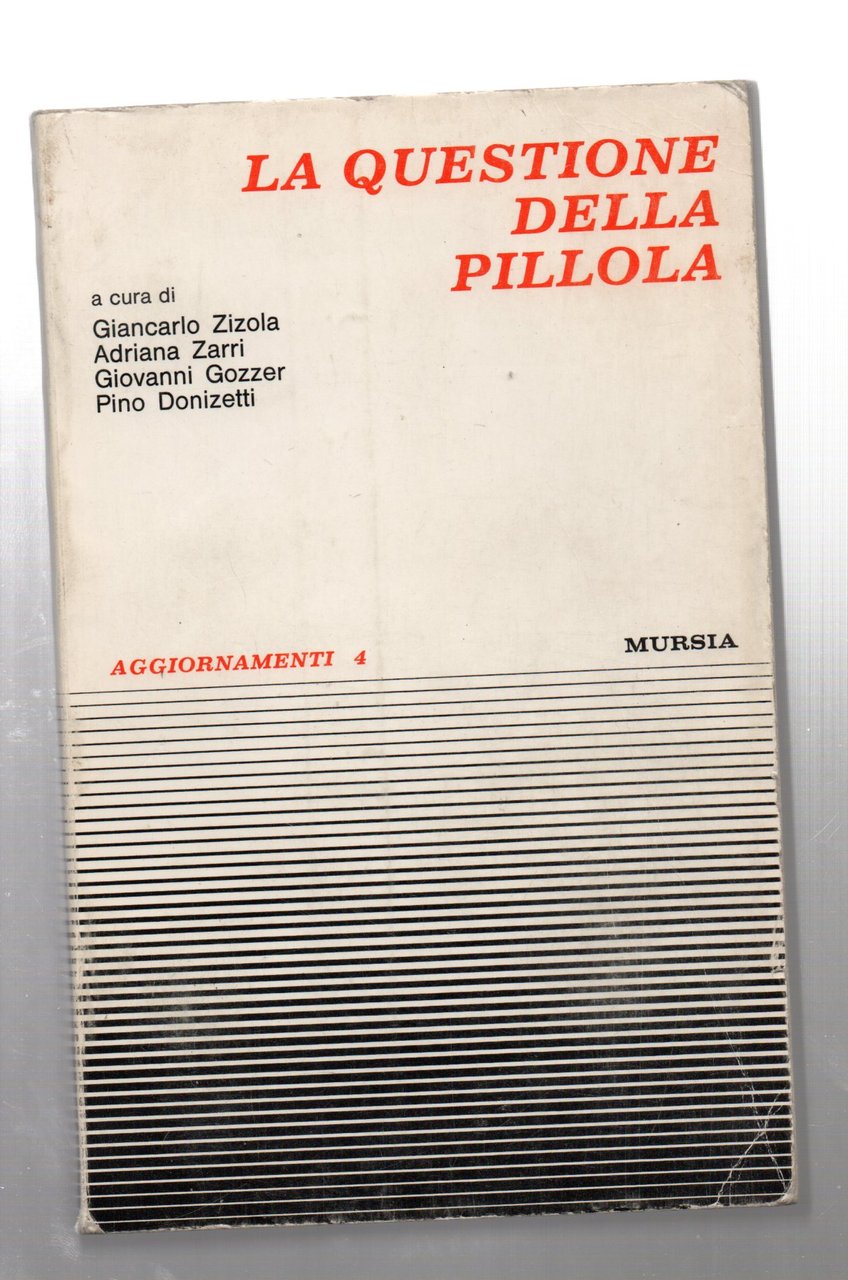 LA QUESTIONE
DELLA
PILLOLA
a cura di
Giancarlo Zizola
Adriana Zarri
Giovanni Gozzer
Pino Donizetti
AGGIORNAMENTI 4
MURSIA